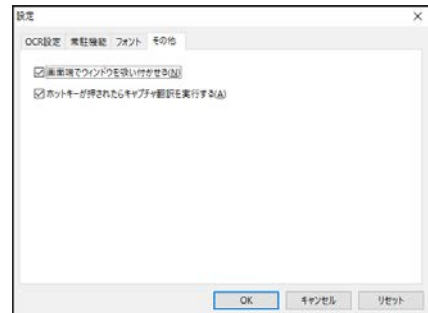 設定
OCR設定 常駐機能 フォント その他
画面端でウィンドウを吸い付かせる(N)
ホットキーが押されたらキャプチャ翻訳を実行する(A)
OK キャンセル リセット